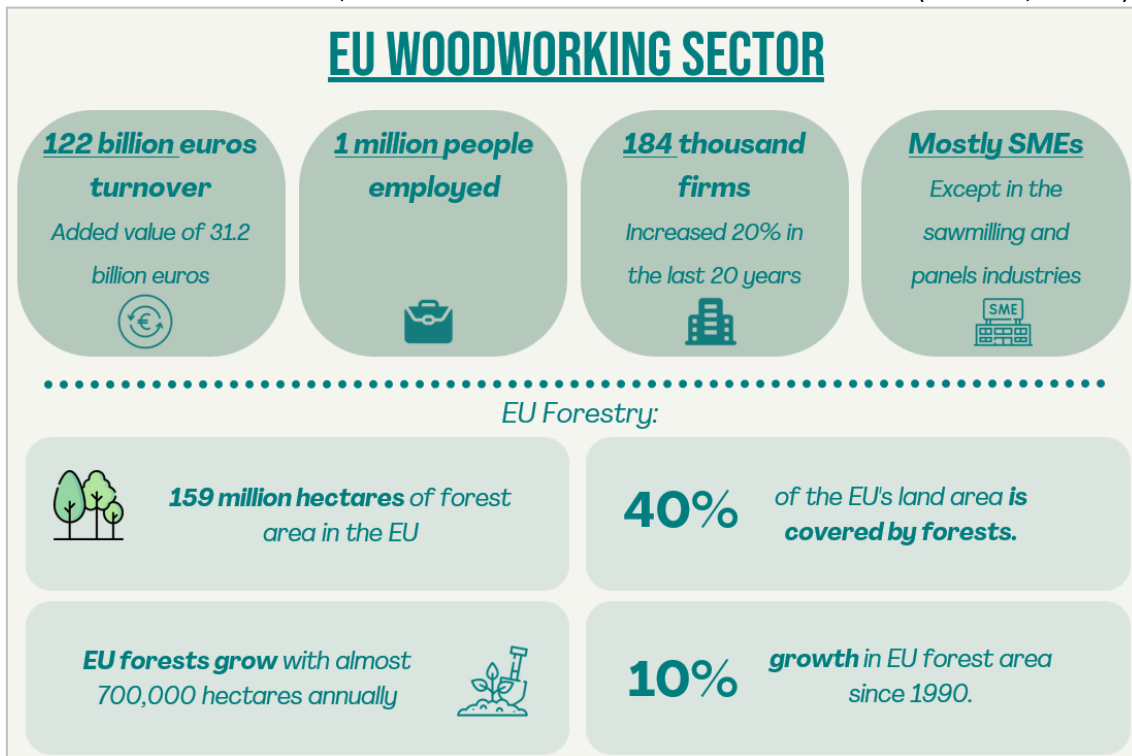 EU WOODWORKING SECTOR
122 billion euros
turnover
Added value of 31.2
billion euros
1 million people
employed
184 thousand
firms
Increased 20% in
the last 20 years
Mostly SMEs
Except in the
sawmilling and
panels industries
SME
EU Forestry:
159 million hectares of forest
area in the EU
40%
of the EU's land area is
covered by forests.
EU forests grow with almost
700,000 hectares annually
10%
growth in EU forest area
since 1990.